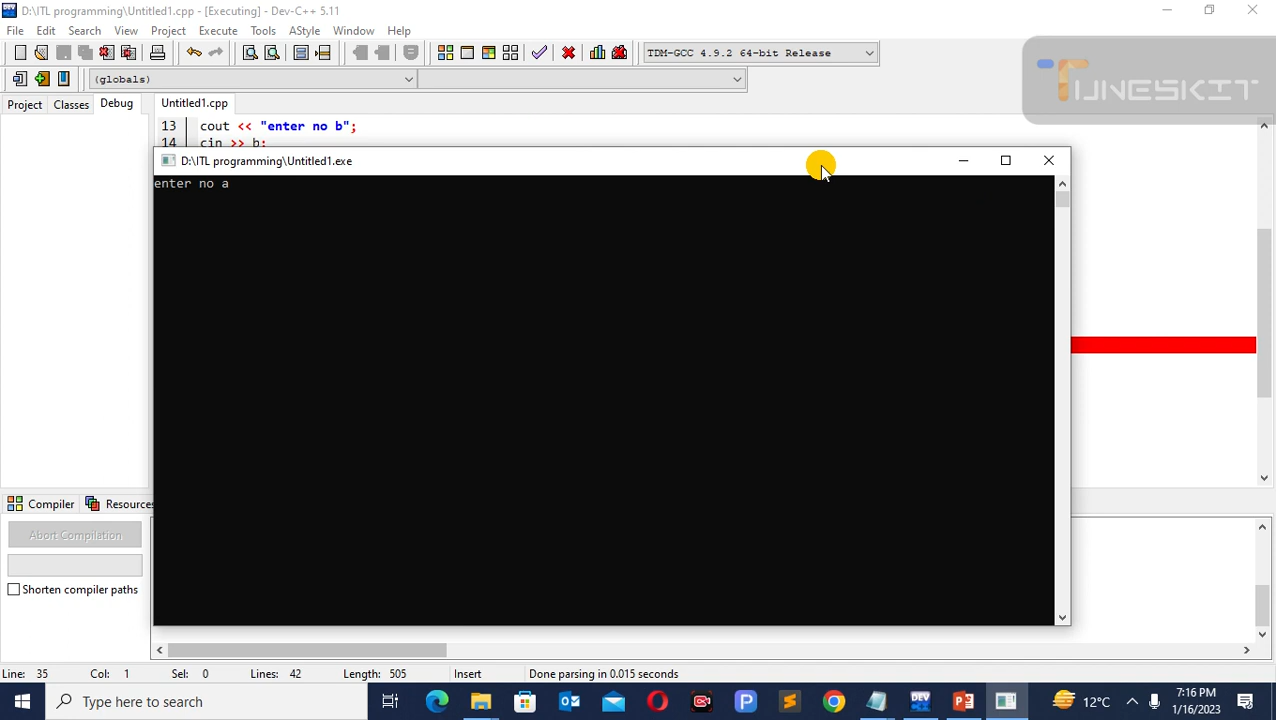 D:\ITL programming\Untitled1.cpp - [Executing] - Dev-C++ 5.11
File Edit Search View Project Execute Tools AStyle Window Help
TDM-GCC 4.9.2 64-bit Release
(globals)
TUNESKIT
Project Classes Debug Untitled1.cpp
13 cout << "enter no b";
14 cin >> b;
D:\ITL programming\Untitled1.exe
enter no a
Compiler Resources
Abort Compilation
Shorten compiler paths
Line: 35 Col: 1 Sel: 0 Lines: 42 Length: 505 Insert Done parsing in 0.015 seconds
Type here to search
DEV
P
12°C
7:16 PM
1/16/2023